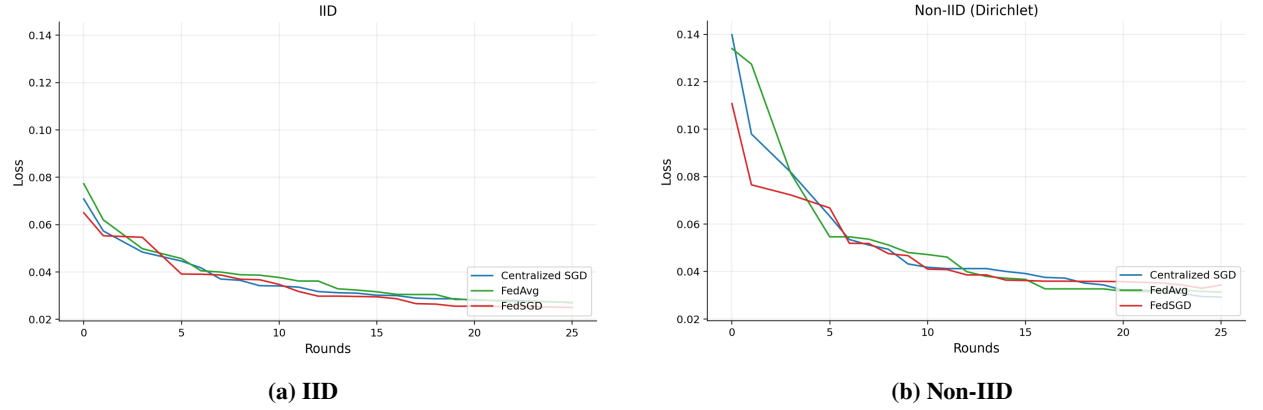 IID
Loss
0.14
0.12
0.10
0.08
0.06
0.04
0.02
0 5 10 15 20 25
Rounds
Centralized SGD
FedAvg
FedSGD
(a) IID
Non-IID (Dirichlet)
Loss
0.14
0.12
0.10
0.08
0.06
0.04
0.02
0 5 10 15 20 25
Rounds
Centralized SGD
FedAvg
FedSGD
(b) Non-IID